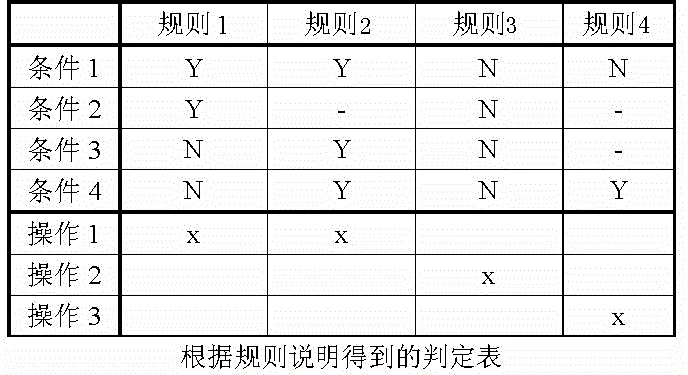 规则1 规则2 规则3 规则4
条件1 Y Y N N
条件2 Y - N -
条件3 N Y N -
条件4 N Y N Y
操作1 x x
操作2 x
操作3 x
根据规则说明得到的判定表